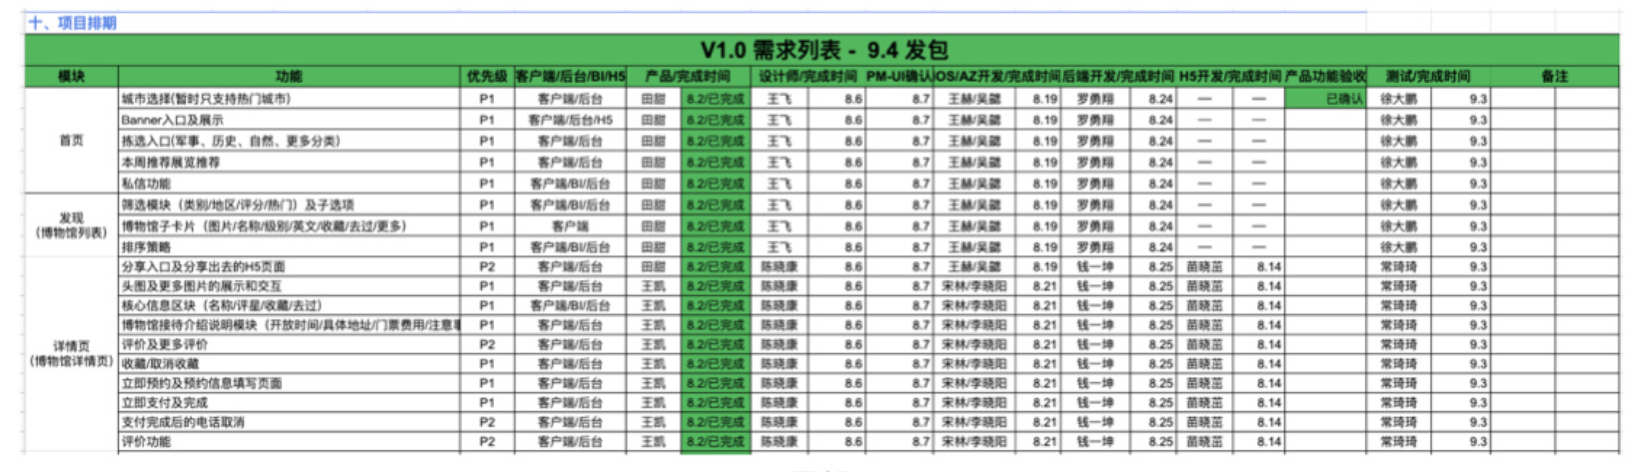 十、项目排期
V1.0 需求列表 - 9.4 发包
模块 功能 优先级 客户端/后台/BI/H5 产品/完成时间 设计师/完成时间 PM-UI确认 IOS/AZ开发/完成时间 后端开发/完成时间 H5开发/完成时间 产品功能验收 测试/完成时间 备注
首页
城市选择(暂时只支持热门城市) P1 客户端/后台 田甜 8.2/已完成 王飞 8.6 8.7 王赫/吴勰 8.19 罗勇翔 8.24 — — 已确认 徐大鹏 9.3
Banner入口及展示 P1 客户端/后台/H5 田甜 8.2/已完成 王飞 8.6 8.7 王赫/吴勰 8.19 罗勇翔 8.24 — — 徐大鹏 9.3
拣选入口(军事、历史、自然、更多分类) P1 客户端/后台 田甜 8.2/已完成 王飞 8.6 8.7 王赫/吴勰 8.19 罗勇翔 8.24 — — 徐大鹏 9.3
本周推荐展览推荐 P1 客户端/后台 田甜 8.2/已完成 王飞 8.6 8.7 王赫/吴勰 8.19 罗勇翔 8.24 — — 徐大鹏 9.3
私信功能 P1 客户端/BI/后台 田甜 8.2/已完成 王飞 8.6 8.7 王赫/吴勰 8.19 罗勇翔 8.24 — — 徐大鹏 9.3
发现
(博物馆列表)
筛选模块（类别/地区/评分/热门）及子选项 P1 客户端/BI/后台 田甜 8.2/已完成 王飞 8.6 8.7 王赫/吴勰 8.19 罗勇翔 8.24 — — 徐大鹏 9.3
博物馆子卡片（图片/名称/级别/英文/收藏/去过/更多） P1 客户端 田甜 8.2/已完成 王飞 8.6 8.7 王赫/吴勰 8.19 罗勇翔 8.24 — — 徐大鹏 9.3
排序策略 P1 客户端/BI/后台 田甜 8.2/已完成 王飞 8.6 8.7 王赫/吴勰 8.19 罗勇翔 8.24 — — 徐大鹏 9.3
详情页
(博物馆详情页)
分享入口及分享出去的H5页面 P2 客户端/后台 田甜 8.2/已完成 陈晓康 8.6 8.7 王赫/吴勰 8.19 钱一坤 8.25 苗晓茁 8.14 常琦琦 9.3
头图及更多图片的展示和交互 P1 客户端/后台 王凯 8.2/已完成 陈晓康 8.6 8.7 宋林/李晓阳 8.21 钱一坤 8.25 苗晓茁 8.14 常琦琦 9.3
核心信息区块（名称/评星/收藏/去过） P1 客户端/BI/后台 王凯 8.2/已完成 陈晓康 8.6 8.7 宋林/李晓阳 8.21 钱一坤 8.25 苗晓茁 8.14 常琦琦 9.3
博物馆接待介绍说明模块（开放时间/具体地址/门票费用/注意事 P1 客户端/后台 王凯 8.2/已完成 陈晓康 8.6 8.7 宋林/李晓阳 8.21 钱一坤 8.25 苗晓茁 8.14 常琦琦 9.3
评价及更多评价 P2 客户端/后台 王凯 8.2/已完成 陈晓康 8.6 8.7 宋林/李晓阳 8.21 钱一坤 8.25 苗晓茁 8.14 常琦琦 9.3
收藏/取消收藏 P1 客户端/后台 王凯 8.2/已完成 陈晓康 8.6 8.7 宋林/李晓阳 8.21 钱一坤 8.25 苗晓茁 8.14 常琦琦 9.3
立即预约及预约信息填写页面 P1 客户端/后台 王凯 8.2/已完成 陈晓康 8.6 8.7 宋林/李晓阳 8.21 钱一坤 8.25 苗晓茁 8.14 常琦琦 9.3
立即支付及完成 P1 客户端/后台 王凯 8.2/已完成 陈晓康 8.6 8.7 宋林/李晓阳 8.21 钱一坤 8.25 苗晓茁 8.14 常琦琦 9.3
支付完成后的电话取消 P2 客户端/后台 王凯 8.2/已完成 陈晓康 8.6 8.7 宋林/李晓阳 8.21 钱一坤 8.25 苗晓茁 8.14 常琦琦 9.3
评价功能 P2 客户端/后台 王凯 8.2/已完成 陈晓康 8.6 8.7 宋林/李晓阳 8.21 钱一坤 8.25 苗晓茁 8.14 常琦琦 9.3